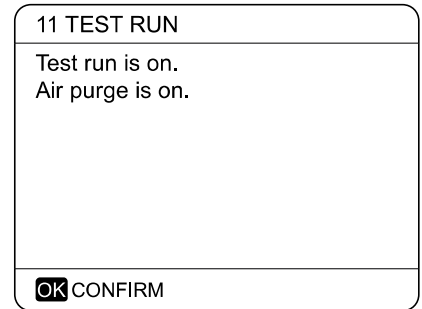 11 TEST RUN
Test run is on.
Air purge is on.
OK CONFIRM